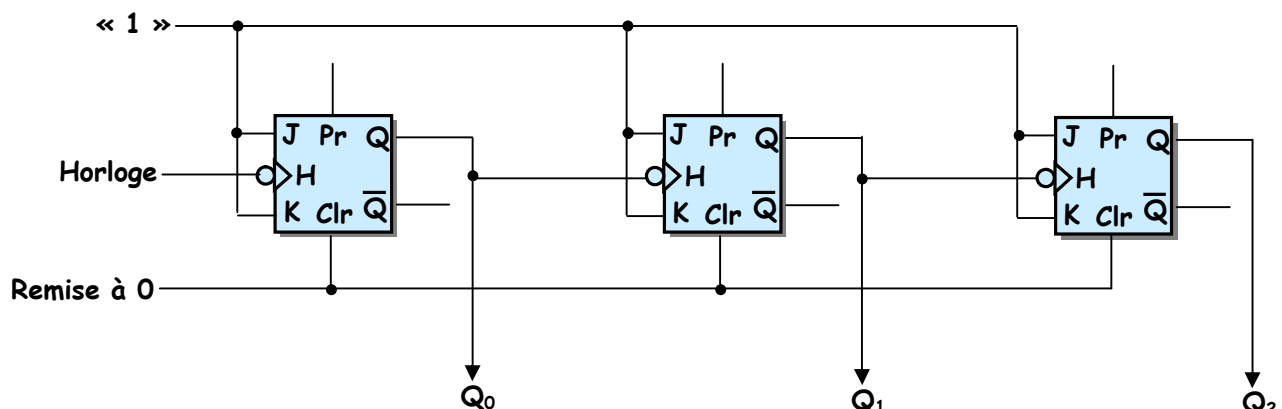 « 1 »
J Pr Q
H
K Clr Q̅
J Pr Q
H
K Clr Q̅
J Pr Q
H
K Clr Q̅
Horloge
Remise à 0
Q₀
Q₁
Q₂